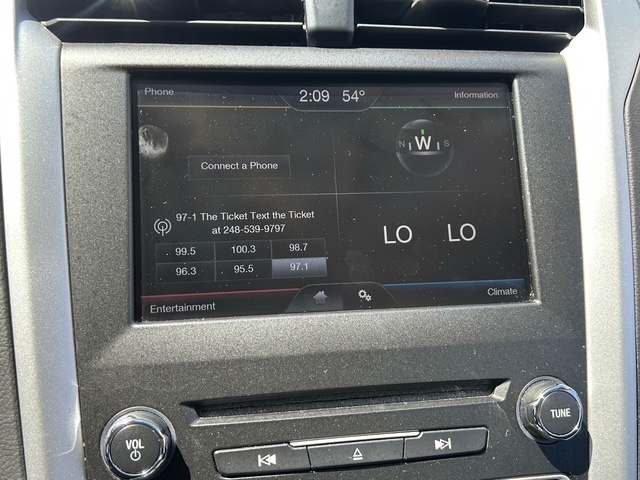 Phone
2:09 54°
Information
N W S
Connect a Phone
97-1 The Ticket Text the Ticket
at 248-539-9797
99.5 100.3 98.7
96.3 95.5 97.1
LO LO
Entertainment
Climate
VOL
TUNE